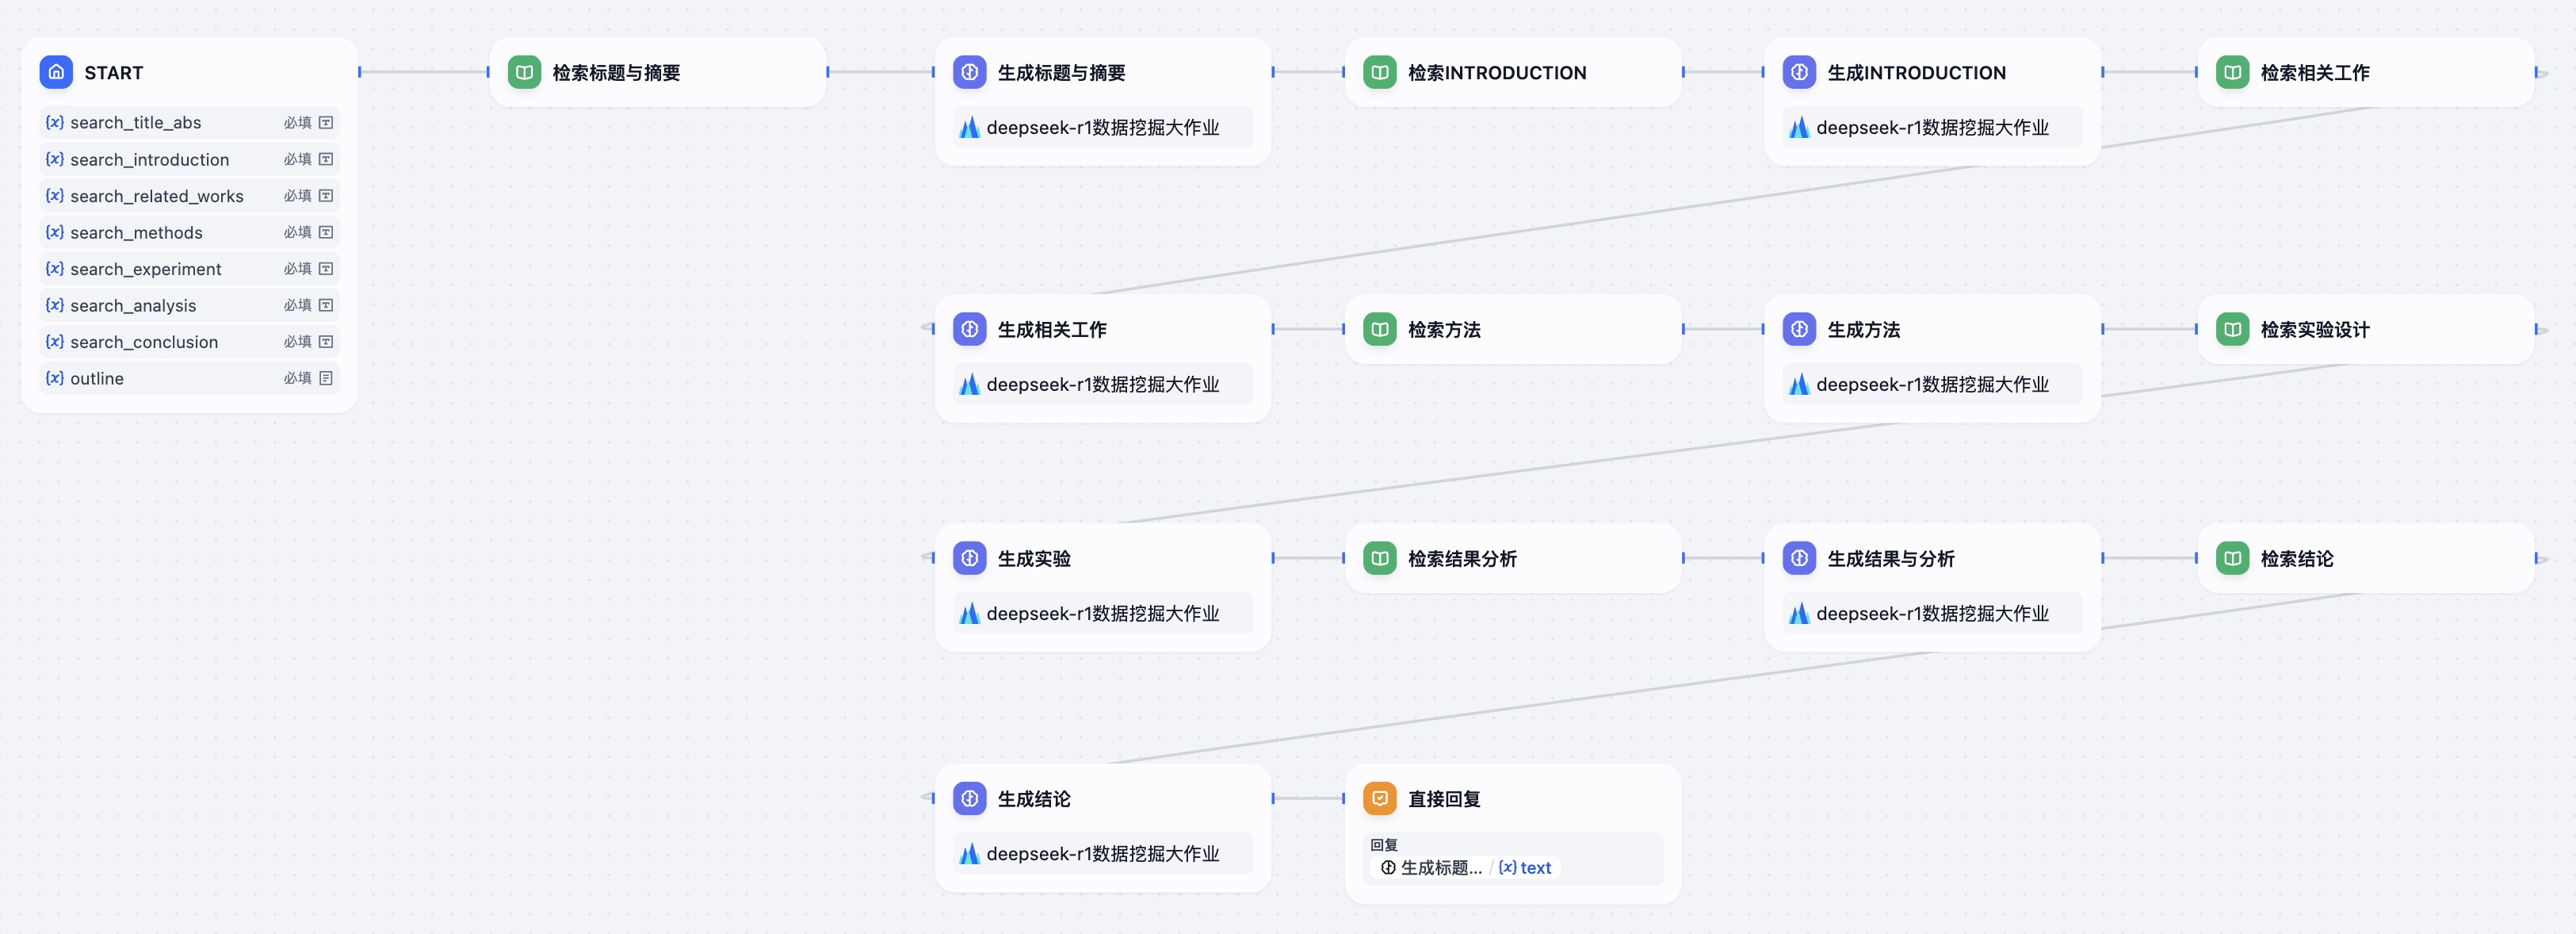 START
{x} search_title_abs 必填
{x} search_introduction 必填
{x} search_related_works 必填
{x} search_methods 必填
{x} search_experiment 必填
{x} search_analysis 必填
{x} search_conclusion 必填
{x} outline 必填
检索标题与摘要
生成标题与摘要
deepseek-r1数据挖掘大作业
检索INTRODUCTION
生成INTRODUCTION
deepseek-r1数据挖掘大作业
检索相关工作
生成相关工作
deepseek-r1数据挖掘大作业
检索方法
生成方法
deepseek-r1数据挖掘大作业
检索实验设计
生成实验
deepseek-r1数据挖掘大作业
检索结果分析
生成结果与分析
deepseek-r1数据挖掘大作业
检索结论
生成结论
deepseek-r1数据挖掘大作业
直接回复
回复
生成标题... / {x} text